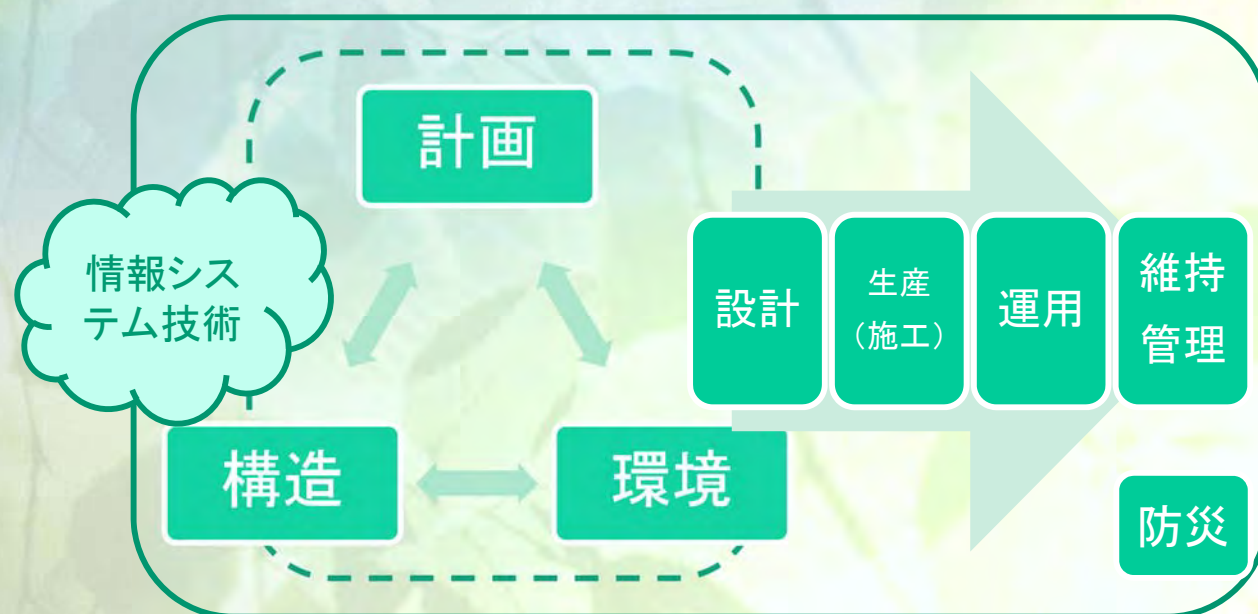 計画
情報シス
テム技術
構造
環境
設計
生産
（施工）
運用
維持
管理
防災